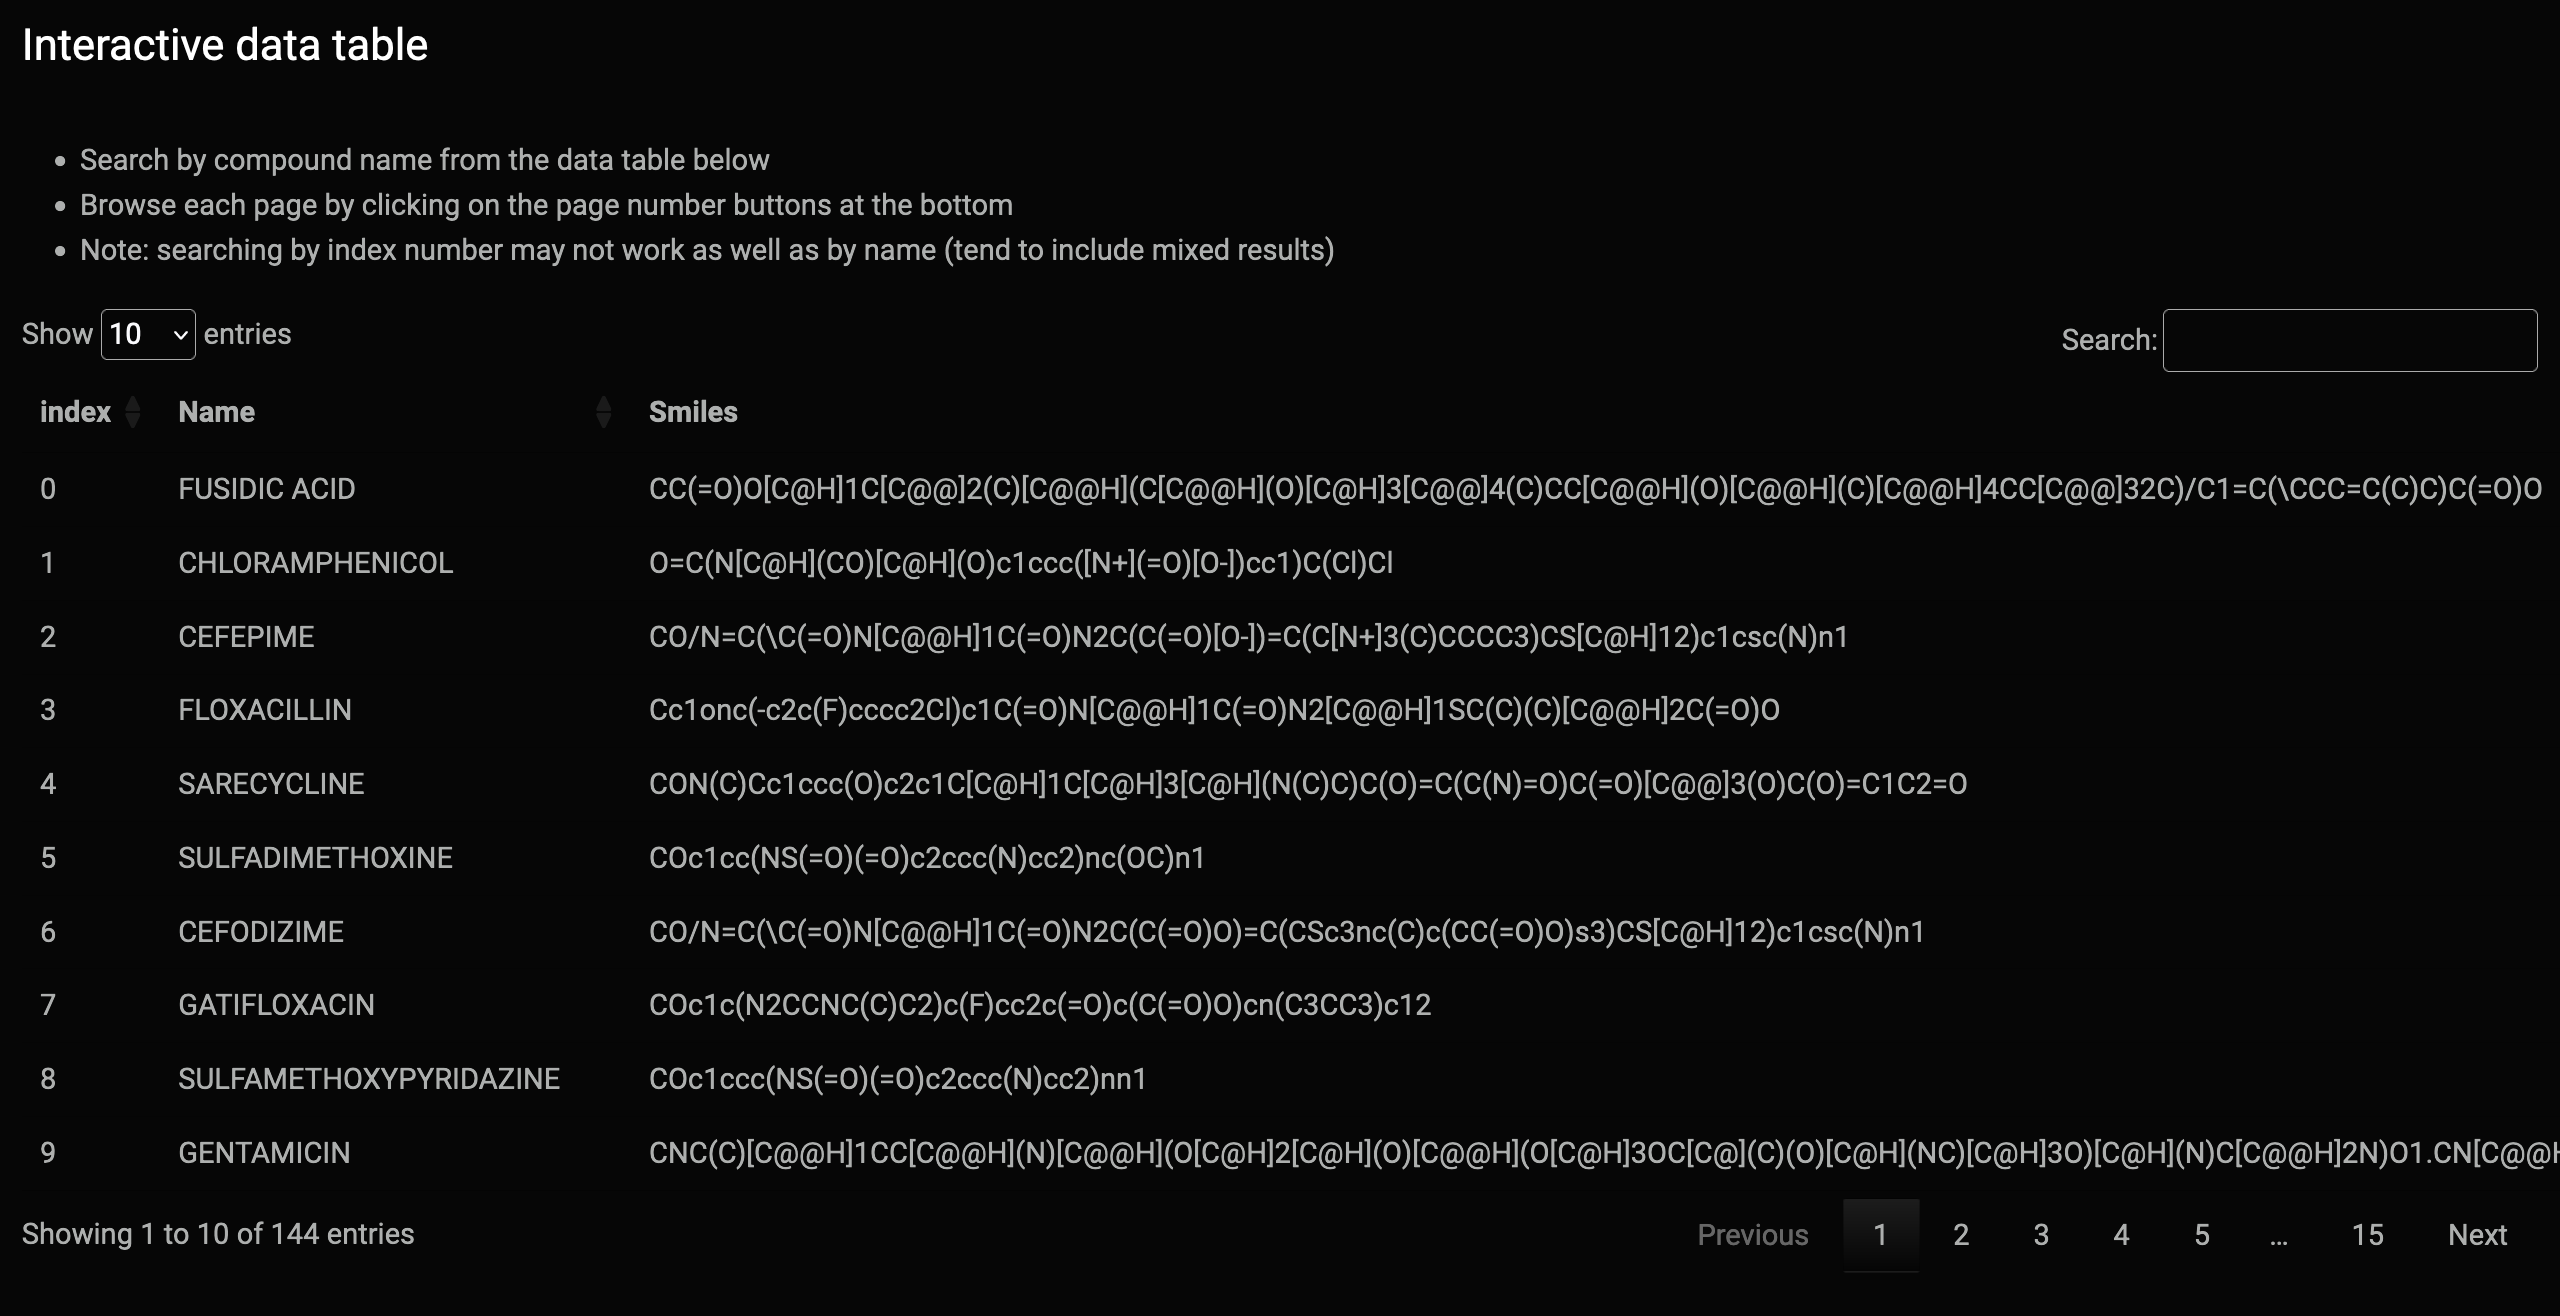 Interactive data table
Search by compound name from the data table below
Browse each page by clicking on the page number buttons at the bottom
Note: searching by index number may not work as well as by name (tend to include mixed results)
Show 10 entries Search:
index Name Smiles
0 FUSIDIC ACID CC(=O)O[C@H]1C[C@@]2(C)[C@@H](C[C@@H](O)[C@H]3[C@@]4(C)CC[C@@H](O)[C@@H](C)[C@@H]4CC[C@@]32C)/C1=C(\CCC=C(C)C)C(=O)O
1 CHLORAMPHENICOL O=C(N[C@H](CO)[C@H](O)c1ccc([N+](=O)[O-])cc1)C(Cl)Cl
2 CEFEPIME CO/N=C(\C(=O)N[C@@H]1C(=O)N2C(C(=O)[O-])=C(C[N+]3(C)CCCC3)CS[C@H]12)c1csc(N)n1
3 FLOXACILLIN Cc1onc(-c2c(F)cccc2Cl)c1C(=O)N[C@@H]1C(=O)N2[C@@H]1SC(C)(C)[C@@H]2C(=O)O
4 SARECYCLINE CON(C)Cc1ccc(O)c2c1C[C@H]1C[C@H]3[C@H](N(C)C)C(O)=C(C(N)=O)C(=O)[C@@]3(O)C(O)=C1C2=O
5 SULFADIMETHOXINE COc1cc(NS(=O)(=O)c2ccc(N)cc2)nc(OC)n1
6 CEFODIZIME CO/N=C(\C(=O)N[C@@H]1C(=O)N2C(C(=O)O)=C(CSc3nc(C)c(CC(=O)O)s3)CS[C@H]12)c1csc(N)n1
7 GATIFLOXACIN COc1c(N2CCNC(C)C2)c(F)cc2c(=O)c(C(=O)O)cn(C3CC3)c12
8 SULFAMETHOXYPYRIDAZINE COc1ccc(NS(=O)(=O)c2ccc(N)cc2)nn1
9 GENTAMICIN CNC(C)[C@@H]1CC[C@@H](N)[C@@H](O[C@H]2[C@H](O)[C@@H](O[C@H]3OC[C@](C)(O)[C@H](NC)[C@H]3O)[C@H](N)C[C@@H]2N)O1.CN[C@@H
Showing 1 to 10 of 144 entries Previous 1 2 3 4 5 … 15 Next